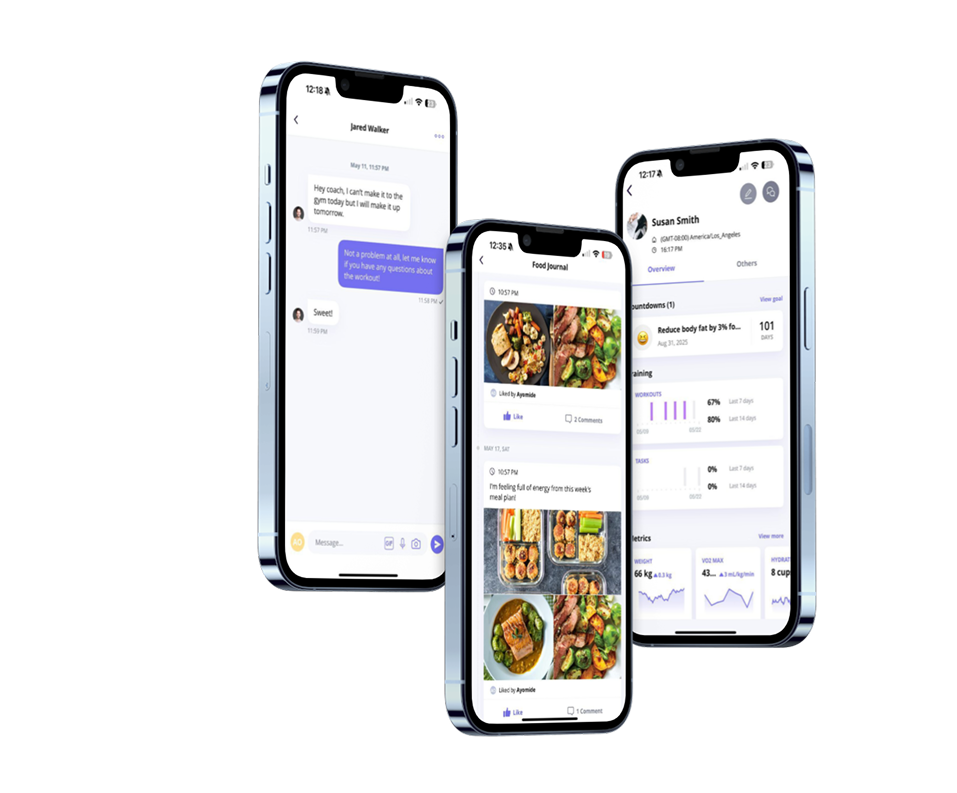 12:18
Jared Walker
May 11, 11:57 PM
Hey coach, I can't make it to the
gym today but I will make it up
tomorrow.
11:57 PM
Not a problem at all, let me know
if you have any questions about
the workout!
11:58 PM
Sweet!
11:59 PM
AO
Message...
GIF
12:35
Food Journal
10:57 PM
Liked by Ayomide
Like
2 Comments
MAY 17, SAT
10:57 PM
I'm feeling full of energy from this week's
meal plan!
Liked by Ayomide
Like
1 Comment
12:17
Susan Smith
(GMT-08:00) America/Los_Angeles
16:17 PM
Overview
Others
ountdowns (1)
View goal
Reduce body fat by 3% fo...
Aug 31, 2025
101
DAYS
raining
WORKOUTS
67%
Last 7 days
80%
Last 14 days
TASKS
0%
Last 7 days
0%
Last 14 days
etrics
View more
WEIGHT
66 kg
VO2 MAX
43...
3 mL/kg/min
HYDRAT
8 cup